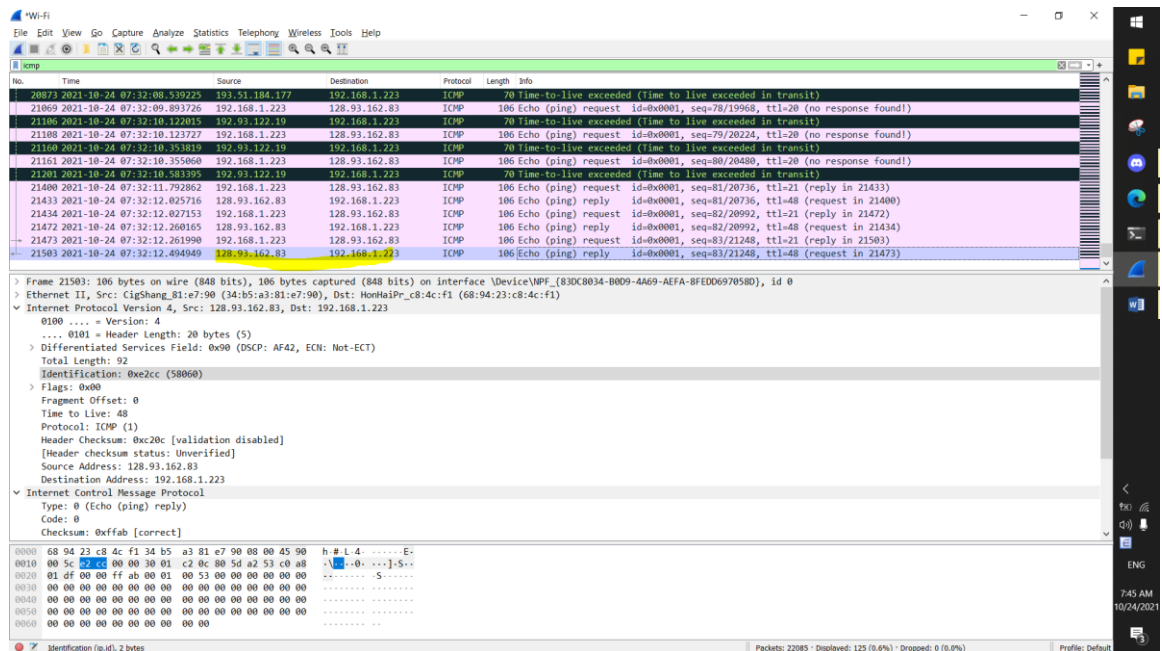 *Wi-Fi
File Edit View Go Capture Analyze Statistics Telephony Wireless Tools Help
icmp
No. Time Source Destination Protocol Length Info
20873 2021-10-24 07:32:08.539225 193.51.184.177 192.168.1.223 ICMP 70 Time-to-live exceeded (Time to live exceeded in transit)
21069 2021-10-24 07:32:09.893726 192.168.1.223 128.93.162.83 ICMP 106 Echo (ping) request id=0x0001, seq=78/19968, ttl=20 (no response found!)
21106 2021-10-24 07:32:10.122015 192.93.122.19 192.168.1.223 ICMP 70 Time-to-live exceeded (Time to live exceeded in transit)
21108 2021-10-24 07:32:10.123727 192.168.1.223 128.93.162.83 ICMP 106 Echo (ping) request id=0x0001, seq=79/20224, ttl=20 (no response found!)
21160 2021-10-24 07:32:10.353819 192.93.122.19 192.168.1.223 ICMP 70 Time-to-live exceeded (Time to live exceeded in transit)
21161 2021-10-24 07:32:10.355060 192.168.1.223 128.93.162.83 ICMP 106 Echo (ping) request id=0x0001, seq=80/20480, ttl=20 (no response found!)
21201 2021-10-24 07:32:10.583395 192.93.122.19 192.168.1.223 ICMP 70 Time-to-live exceeded (Time to live exceeded in transit)
21400 2021-10-24 07:32:11.792862 192.168.1.223 128.93.162.83 ICMP 106 Echo (ping) request id=0x0001, seq=81/20736, ttl=21 (reply in 21433)
21433 2021-10-24 07:32:12.025716 128.93.162.83 192.168.1.223 ICMP 106 Echo (ping) reply id=0x0001, seq=81/20736, ttl=48 (request in 21400)
21434 2021-10-24 07:32:12.027153 192.168.1.223 128.93.162.83 ICMP 106 Echo (ping) request id=0x0001, seq=82/20992, ttl=21 (reply in 21472)
21472 2021-10-24 07:32:12.260165 128.93.162.83 192.168.1.223 ICMP 106 Echo (ping) reply id=0x0001, seq=82/20992, ttl=48 (request in 21434)
21473 2021-10-24 07:32:12.261990 192.168.1.223 128.93.162.83 ICMP 106 Echo (ping) request id=0x0001, seq=83/21248, ttl=21 (reply in 21503)
21503 2021-10-24 07:32:12.494949 128.93.162.83 192.168.1.223 ICMP 106 Echo (ping) reply id=0x0001, seq=83/21248, ttl=48 (request in 21473)
Frame 21503: 106 bytes on wire (848 bits), 106 bytes captured (848 bits) on interface \Device\NPF_{83DC8034-B0D9-4A69-AEFA-8FEDD697058D}, id 0
Ethernet II, Src: CigShang_81:e7:90 (34:b5:a3:81:e7:90), Dst: HonHaiPr_c8:4c:f1 (68:94:23:c8:4c:f1)
Internet Protocol Version 4, Src: 128.93.162.83, Dst: 192.168.1.223
0100 .... = Version: 4
.... 0101 = Header Length: 20 bytes (5)
Differentiated Services Field: 0x90 (DSCP: AF42, ECN: Not-ECT)
Total Length: 92
Identification: 0xe2cc (58060)
Flags: 0x00
Fragment Offset: 0
Time to Live: 48
Protocol: ICMP (1)
Header Checksum: 0xc20c [validation disabled]
[Header checksum status: Unverified]
Source Address: 128.93.162.83
Destination Address: 192.168.1.223
Internet Control Message Protocol
Type: 0 (Echo (ping) reply)
Code: 0
Checksum: 0xffab [correct]
0000 68 94 23 c8 4c f1 34 b5 a3 81 e7 90 08 00 45 90 h·#·L·4· ······E·
0010 00 5c e2 cc 00 00 30 01 c2 0c 80 5d a2 53 c0 a8 ·\····0· ···]·S··
0020 01 df 00 00 ff ab 00 01 00 53 00 00 00 00 00 00 ········ ·S······
0030 00 00 00 00 00 00 00 00 00 00 00 00 00 00 00 00 ········ ········
0040 00 00 00 00 00 00 00 00 00 00 00 00 00 00 00 00 ········ ········
0050 00 00 00 00 00 00 00 00 00 00 00 00 00 00 00 00 ········ ········
0060 00 00 00 00 00 00 00 00 00 00 ········ ··
Identification (ip.id), 2 bytes
Packets: 22085 · Displayed: 125 (0.6%) · Dropped: 0 (0.0%)
Profile: Default
ENG
7:45 AM
10/24/2021